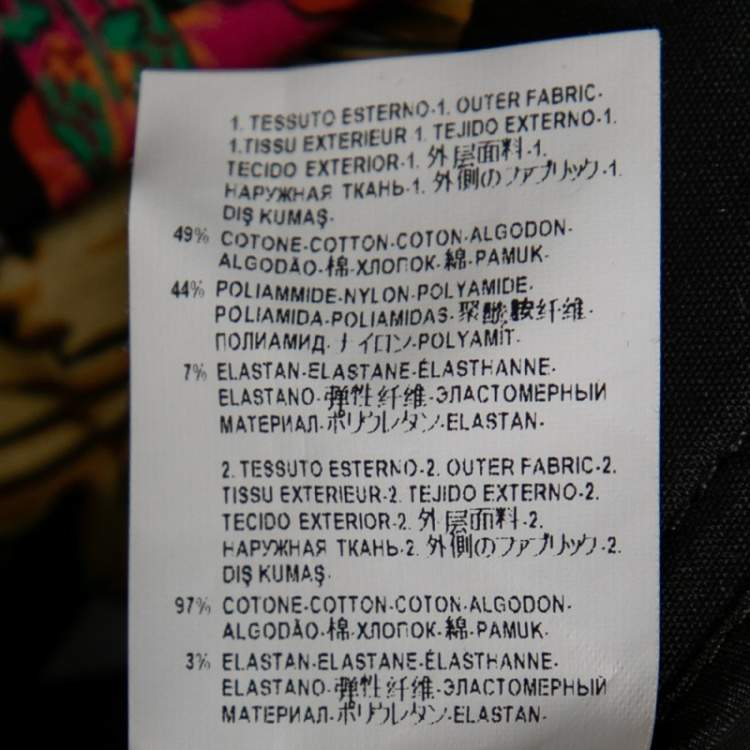 1. TESSUTO ESTERNO-1. OUTER FABRIC-
1.TISSU EXTERIEUR 1. TEJIDO EXTERNO-1.
TECIDO EXTERIOR-1. 外层面料-1.
НАРУЖНАЯ ТКАНЬ-1. 外側のファブリック-1.
DIŞ KUMAŞ-
49% COTONE-COTTON-COTON-ALGODON-
ALGODÃO-棉-ХЛОПОК-綿-PAMUK-
44% POLIAMMIDE-NYLON-POLYAMIDE-
POLIAMIDA-POLIAMIDAS-聚酰胺纤维-
ПОЛИАМИД-ナイロン-POLYAMİT-
7% ELASTAN-ELASTANE-ÉLASTHANNE-
ELASTANO-弹性纤维-ЭЛАСТОМЕРНЫЙ
МАТЕРИАЛ-ポリウレタン-ELASTAN-
2. TESSUTO ESTERNO-2. OUTER FABRIC-2.
TISSU EXTERIEUR-2. TEJIDO EXTERNO-2.
TECIDO EXTERIOR-2. 外层面料-2.
НАРУЖНАЯ ТКАНЬ-2. 外側のファブリック-2.
DIŞ KUMAŞ-
97% COTONE-COTTON-COTON-ALGODON-
ALGODÃO-棉-ХЛОПОК-綿-PAMUK-
3% ELASTAN-ELASTANE-ÉLASTHANNE-
ELASTANO-弹性纤维-ЭЛАСТОМЕРНЫЙ
МАТЕРИАЛ-ポリウレタン-ELASTAN-